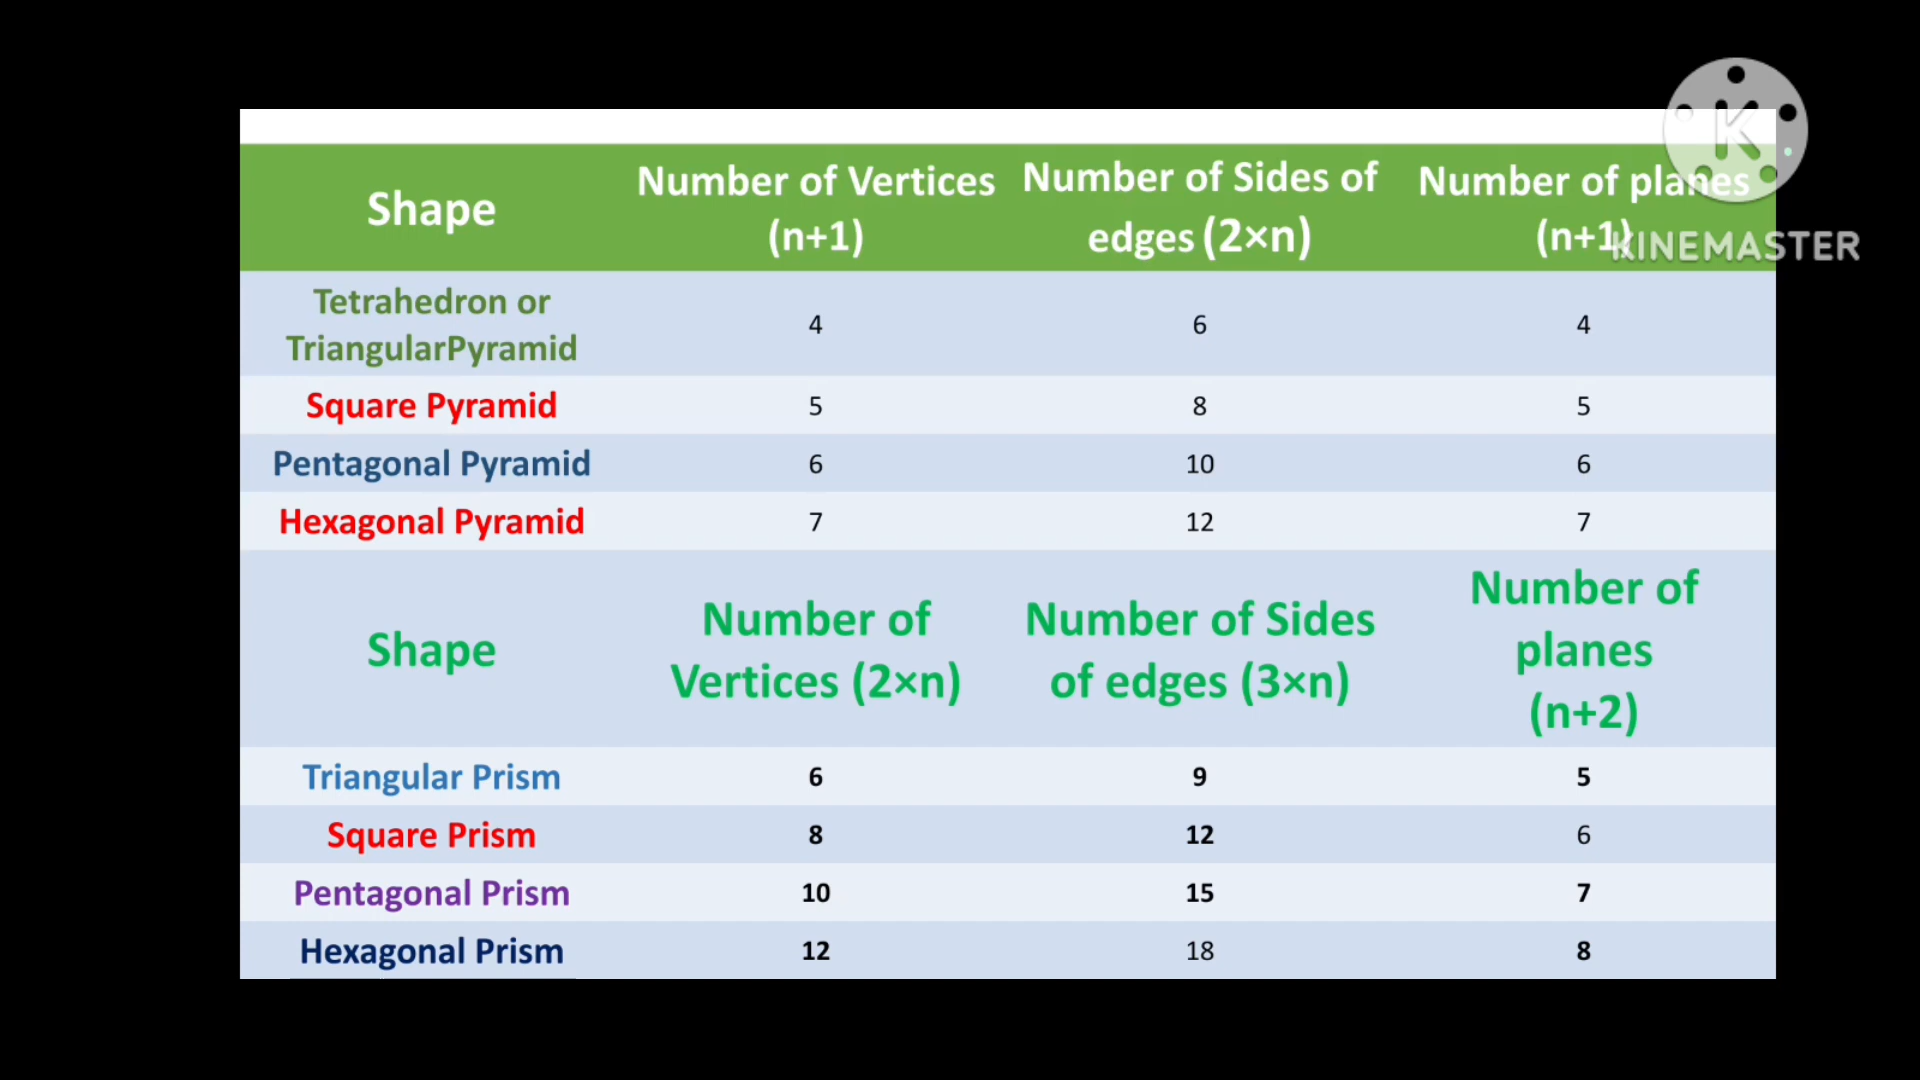 Shape
Number of Vertices
(n+1)
Number of Sides of
edges (2×n)
Number of planes
(n+1)
K
KINEMASTER
Tetrahedron or
TriangularPyramid
4
6
4
Square Pyramid
5
8
5
Pentagonal Pyramid
6
10
6
Hexagonal Pyramid
7
12
7
Shape
Number of
Vertices (2×n)
Number of Sides
of edges (3×n)
Number of
planes
(n+2)
Triangular Prism
6
9
5
Square Prism
8
12
6
Pentagonal Prism
10
15
7
Hexagonal Prism
12
18
8